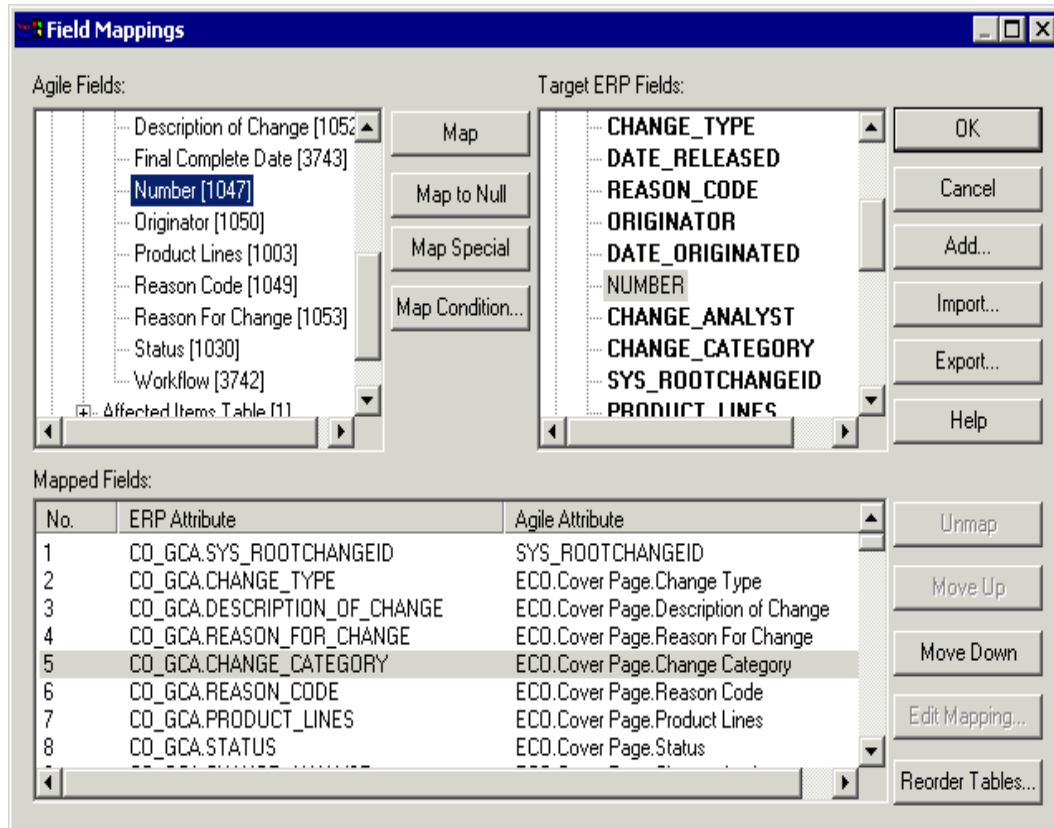 Field Mappings
Agile Fields:
Description of Change [1052
Final Complete Date [3743]
Number [1047]
Originator [1050]
Product Lines [1003]
Reason Code [1049]
Reason For Change [1053]
Status [1030]
Workflow [3742]
Affected Items Table [1]
Map
Map to Null
Map Special
Map Condition...
Target ERP Fields:
CHANGE_TYPE
DATE_RELEASED
REASON_CODE
ORIGINATOR
DATE_ORIGINATED
NUMBER
CHANGE_ANALYST
CHANGE_CATEGORY
SYS_ROOTCHANGEID
PRODUCT_LINES
OK
Cancel
Add...
Import...
Export...
Help
Mapped Fields:
No. ERP Attribute Agile Attribute
1 CO_GCA.SYS_ROOTCHANGEID SYS_ROOTCHANGEID
2 CO_GCA.CHANGE_TYPE ECO.Cover Page.Change Type
3 CO_GCA.DESCRIPTION_OF_CHANGE ECO.Cover Page.Description of Change
4 CO_GCA.REASON_FOR_CHANGE ECO.Cover Page.Reason For Change
5 CO_GCA.CHANGE_CATEGORY ECO.Cover Page.Change Category
6 CO_GCA.REASON_CODE ECO.Cover Page.Reason Code
7 CO_GCA.PRODUCT_LINES ECO.Cover Page.Product Lines
8 CO_GCA.STATUS ECO.Cover Page.Status
Unmap
Move Up
Move Down
Edit Mapping...
Reorder Tables...